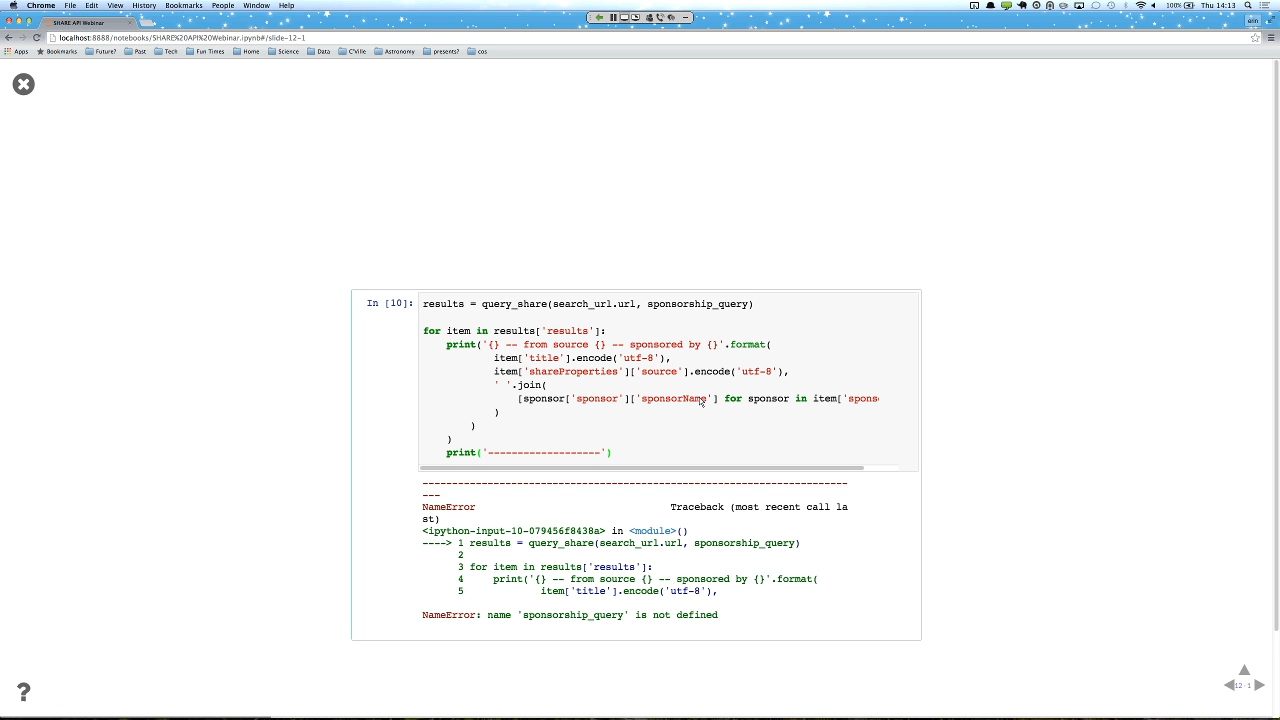 Chrome File Edit View History Bookmarks People Window Help 100% Thu 14:13
SHARE API Webinar
erin
localhost:8888/notebooks/SHARE%20API%20Webinar.ipynb#/slide-12-1
Apps Bookmarks Future? Past Tech Fun Times Home Science Data C'Ville Astronomy presents? cos
In [10]: results = query_share(search_url.url, sponsorship_query)
for item in results['results']:
print('{} -- from source {} -- sponsored by {}'.format(
item['title'].encode('utf-8'),
item['shareProperties']['source'].encode('utf-8'),
' '.join(
[sponsor['sponsor']['sponsorName'] for sponsor in item['spons
)
)
)
print('-------------------')
---------------------------------------------------------------------------
NameError Traceback (most recent call la
st)
<ipython-input-10-079456f8438a> in <module>()
----> 1 results = query_share(search_url.url, sponsorship_query)
2
3 for item in results['results']:
4 print('{} -- from source {} -- sponsored by {}'.format(
5 item['title'].encode('utf-8'),
NameError: name 'sponsorship_query' is not defined
?
12-1